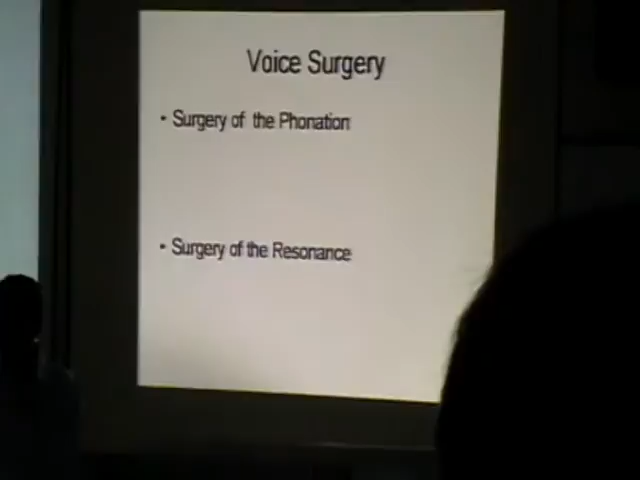 Voice Surgery
• Surgery of the Phonation
• Surgery of the Resonance